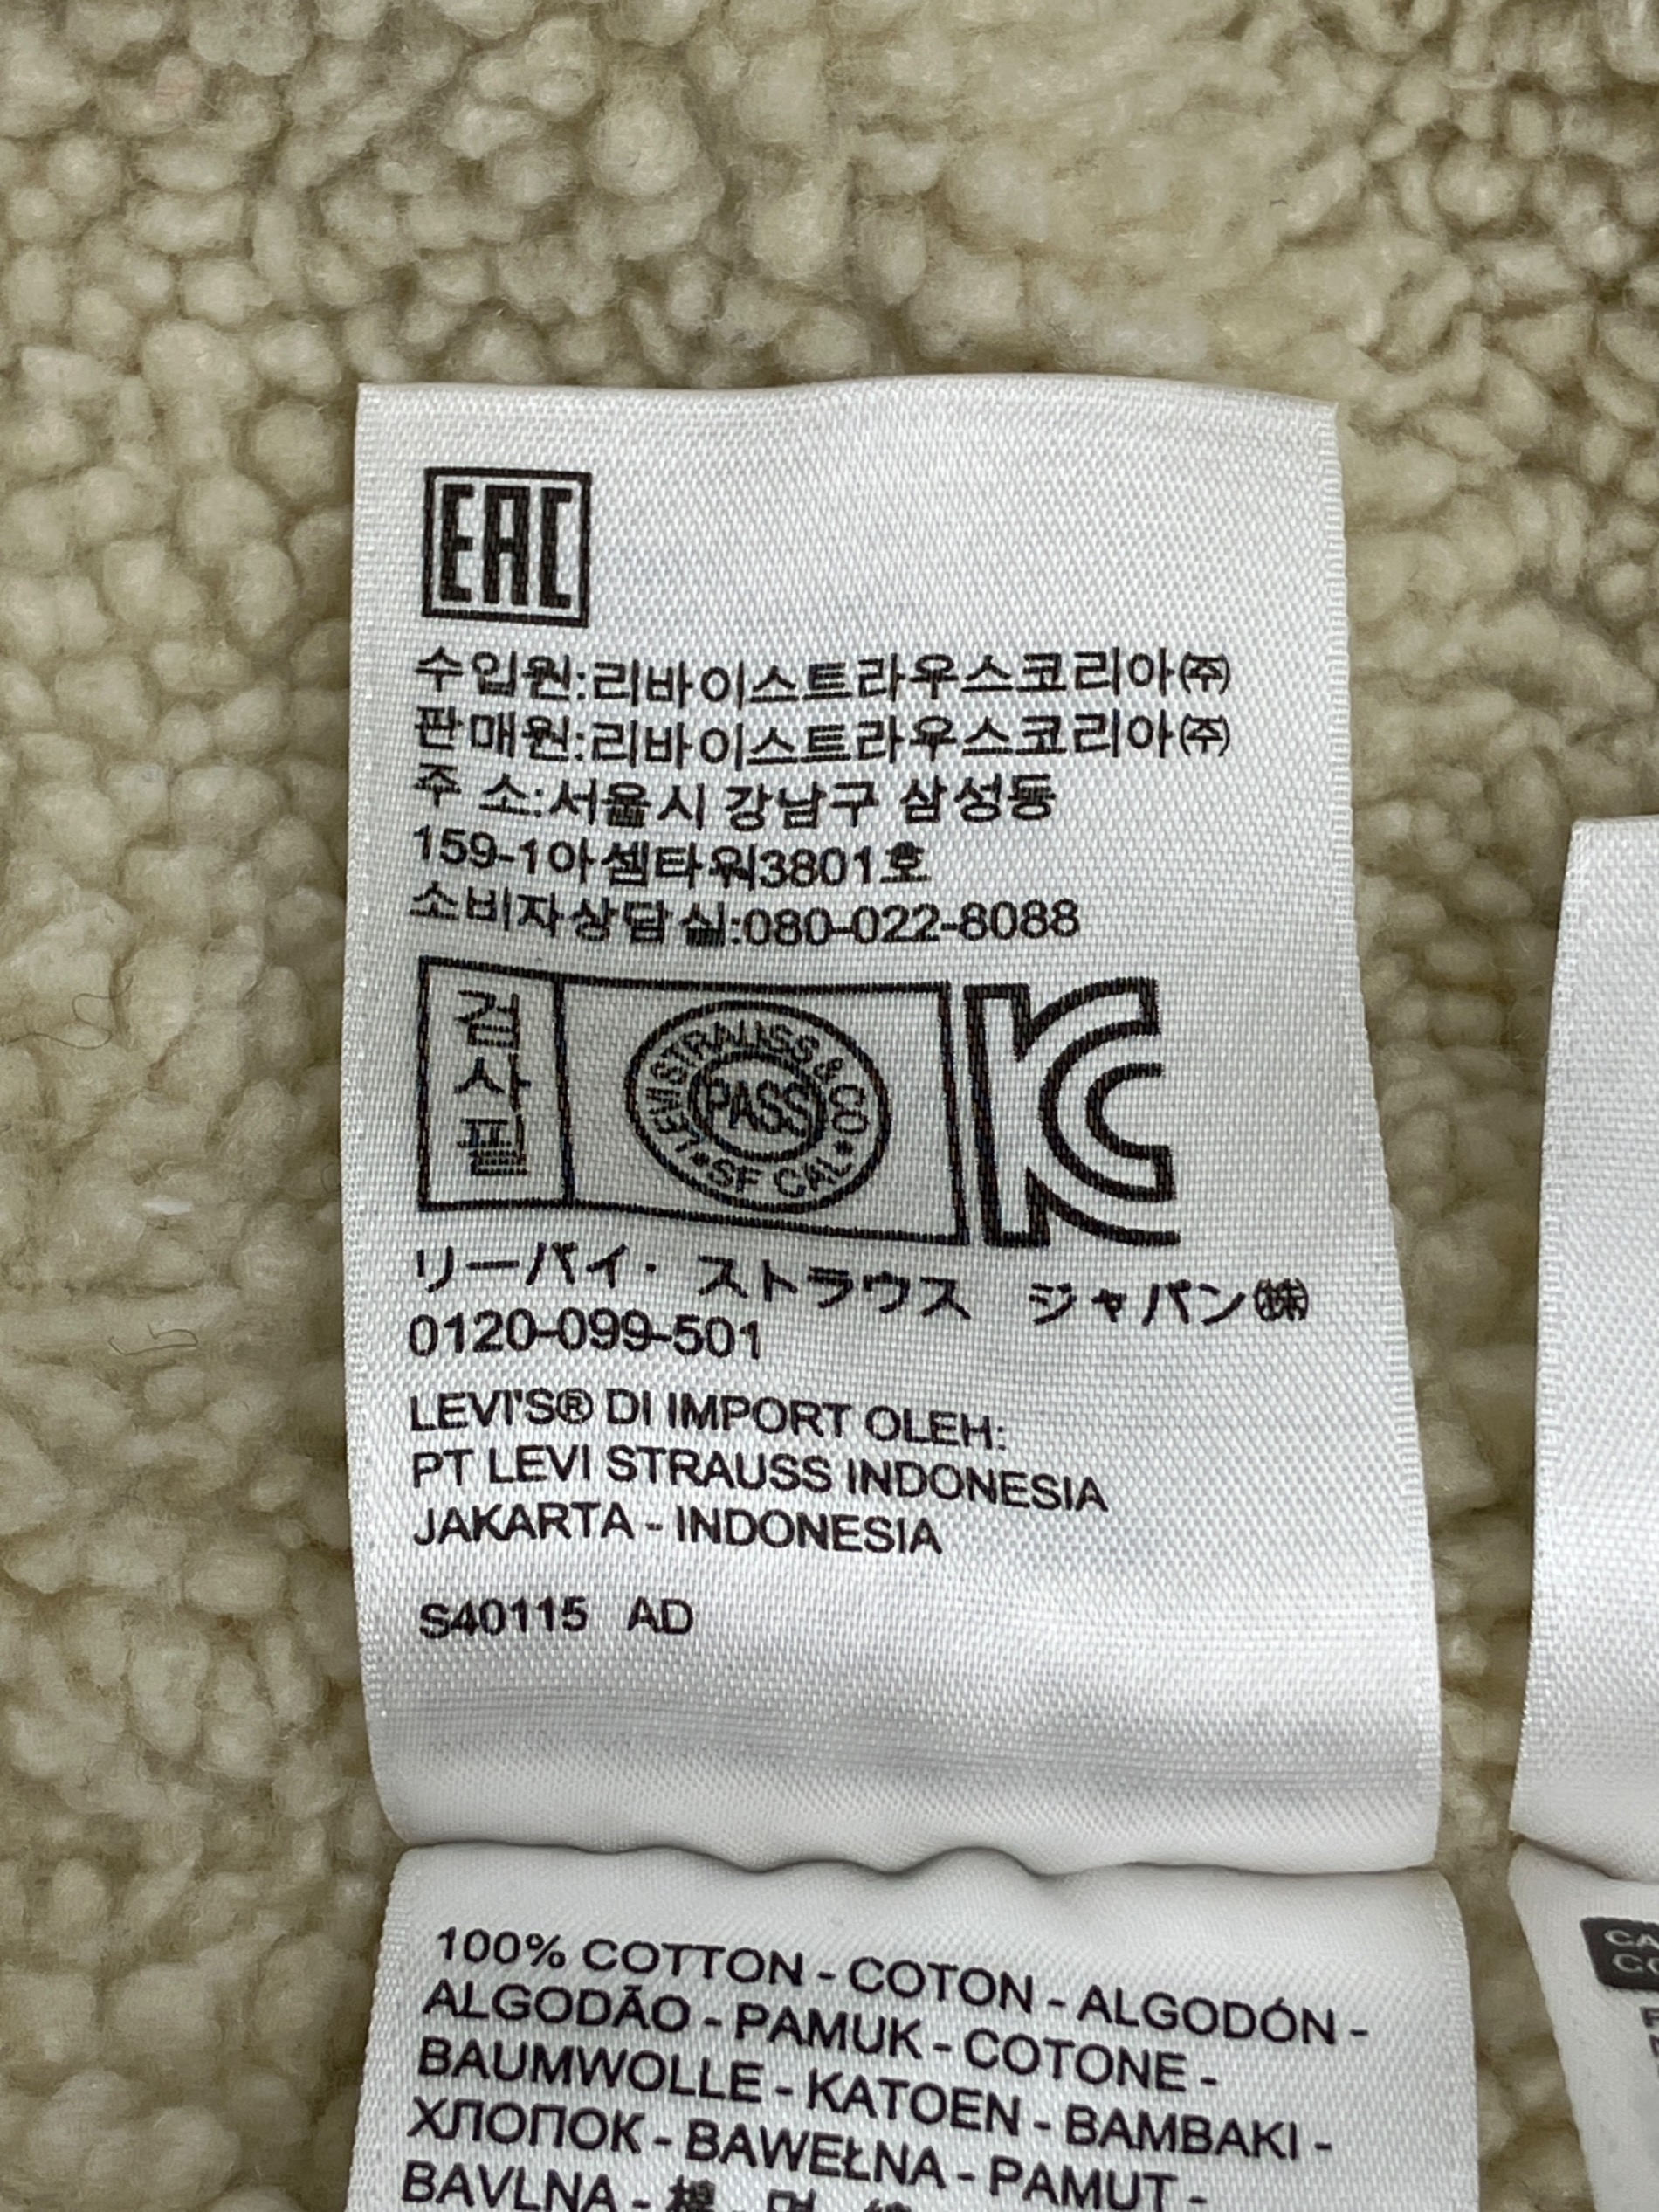 EAC
수입원:리바이스트라우스코리아㈜
판매원:리바이스트라우스코리아㈜
주 소:서울시 강남구 삼성동
159-1아셈타워3801호
소비자상담실:080-022-8088
검사필
LEVI STRAUSS & CO • SF CAL •
PASS
KC
リーバイ・ストラウス ジャパン㈱
0120-099-501
LEVI'S® DI IMPORT OLEH:
PT LEVI STRAUSS INDONESIA
JAKARTA - INDONESIA
S40115 AD
100% COTTON - COTON - ALGODÓN -
ALGODÃO - PAMUK - COTONE -
BAUMWOLLE - KATOEN - BAMBAKI -
ХЛОПОК - BAWEŁNA - PAMUT -
BAVLNA - 棉 - 면